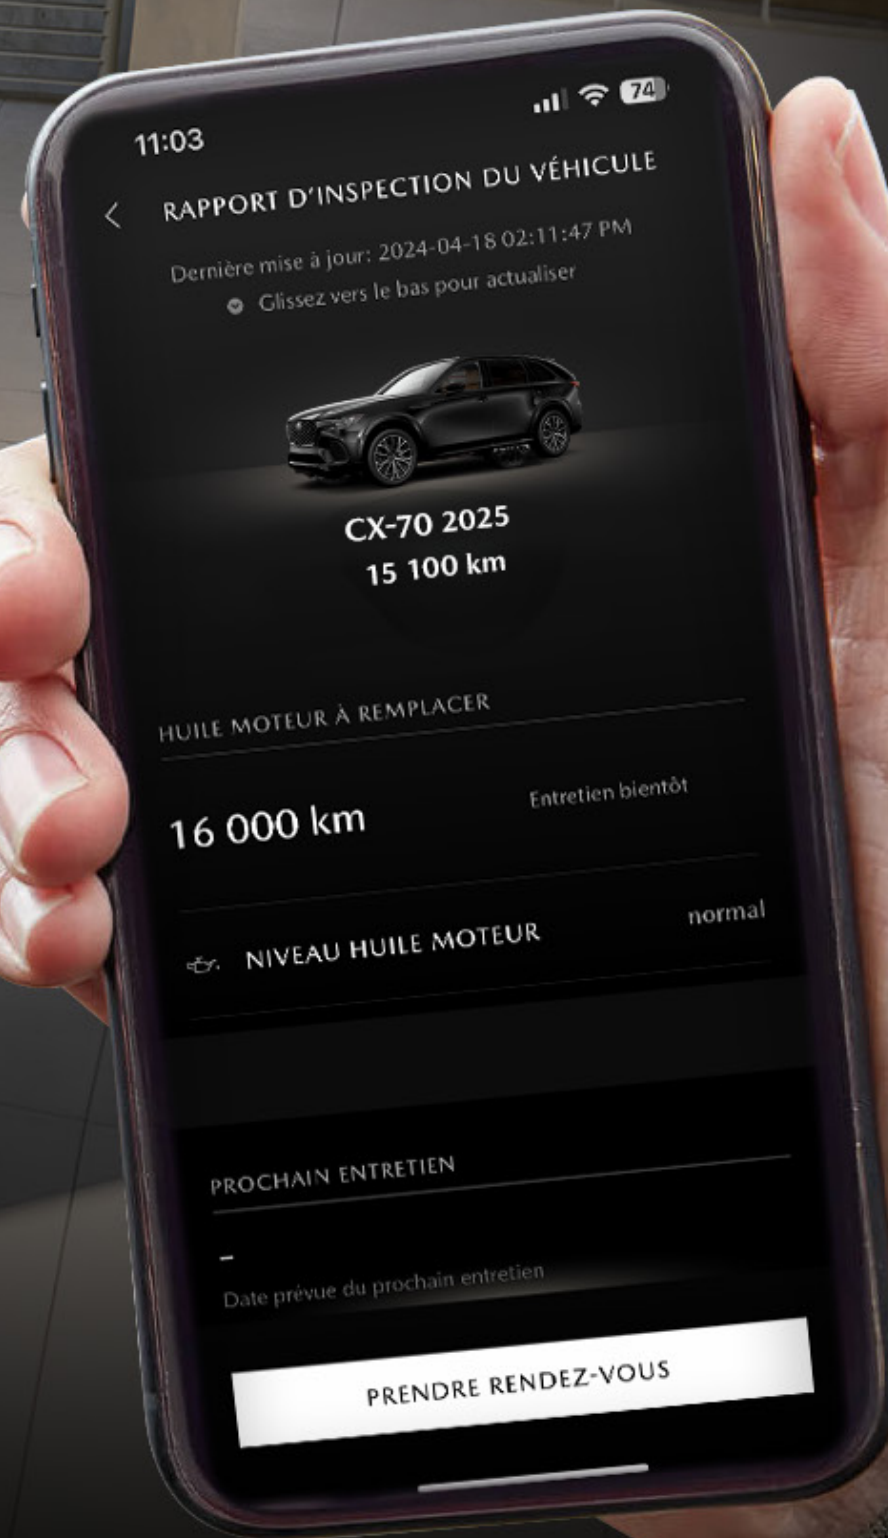 11:03
74
RAPPORT D'INSPECTION DU VÉHICULE
Dernière mise à jour: 2024-04-18 02:11:47 PM
Glissez vers le bas pour actualiser
CX-70 2025
15 100 km
HUILE MOTEUR À REMPLACER
16 000 km
Entretien bientôt
NIVEAU HUILE MOTEUR
normal
PROCHAIN ENTRETIEN
–
Date prévue du prochain entretien
PRENDRE RENDEZ-VOUS